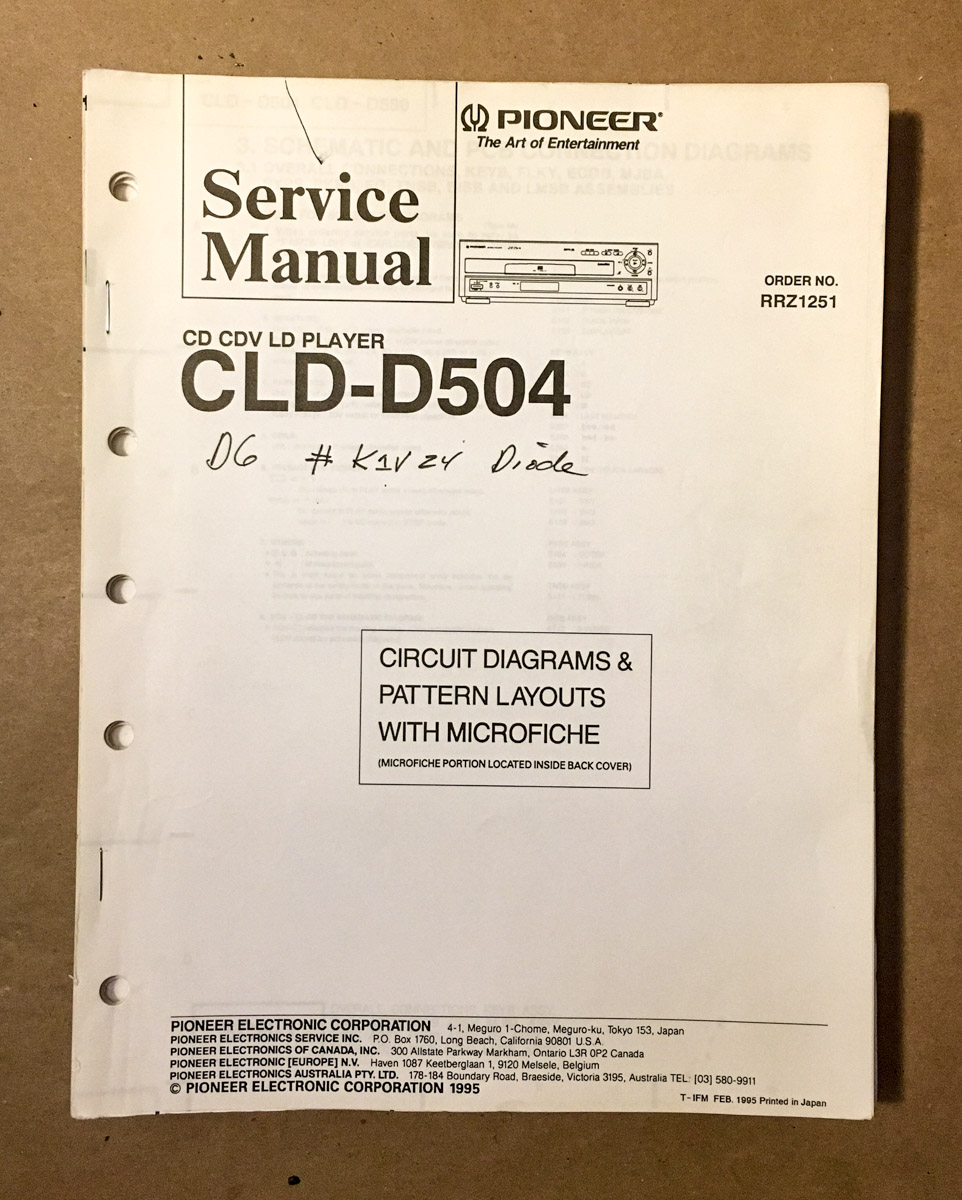 PIONEER®
The Art of Entertainment
Service
Manual
ORDER NO.
RRZ1251
CD CDV LD PLAYER
CLD-D504
D6 # K1V24 Diode
CIRCUIT DIAGRAMS &
PATTERN LAYOUTS
WITH MICROFICHE
(MICROFICHE PORTION LOCATED INSIDE BACK COVER)
PIONEER ELECTRONIC CORPORATION 4-1, Meguro 1-Chome, Meguro-ku, Tokyo 153, Japan
PIONEER ELECTRONICS SERVICE INC. P.O. Box 1760, Long Beach, California 90801 U.S.A.
PIONEER ELECTRONICS OF CANADA, INC. 300 Allstate Parkway Markham, Ontario L3R 0P2 Canada
PIONEER ELECTRONIC [EUROPE] N.V. Haven 1087 Keetberglaan 1, 9120 Melsele, Belgium
PIONEER ELECTRONICS AUSTRALIA PTY. LTD. 178-184 Boundary Road, Braeside, Victoria 3195, Australia TEL: [03] 580-9911
© PIONEER ELECTRONIC CORPORATION 1995
T-IFM FEB. 1995 Printed in Japan